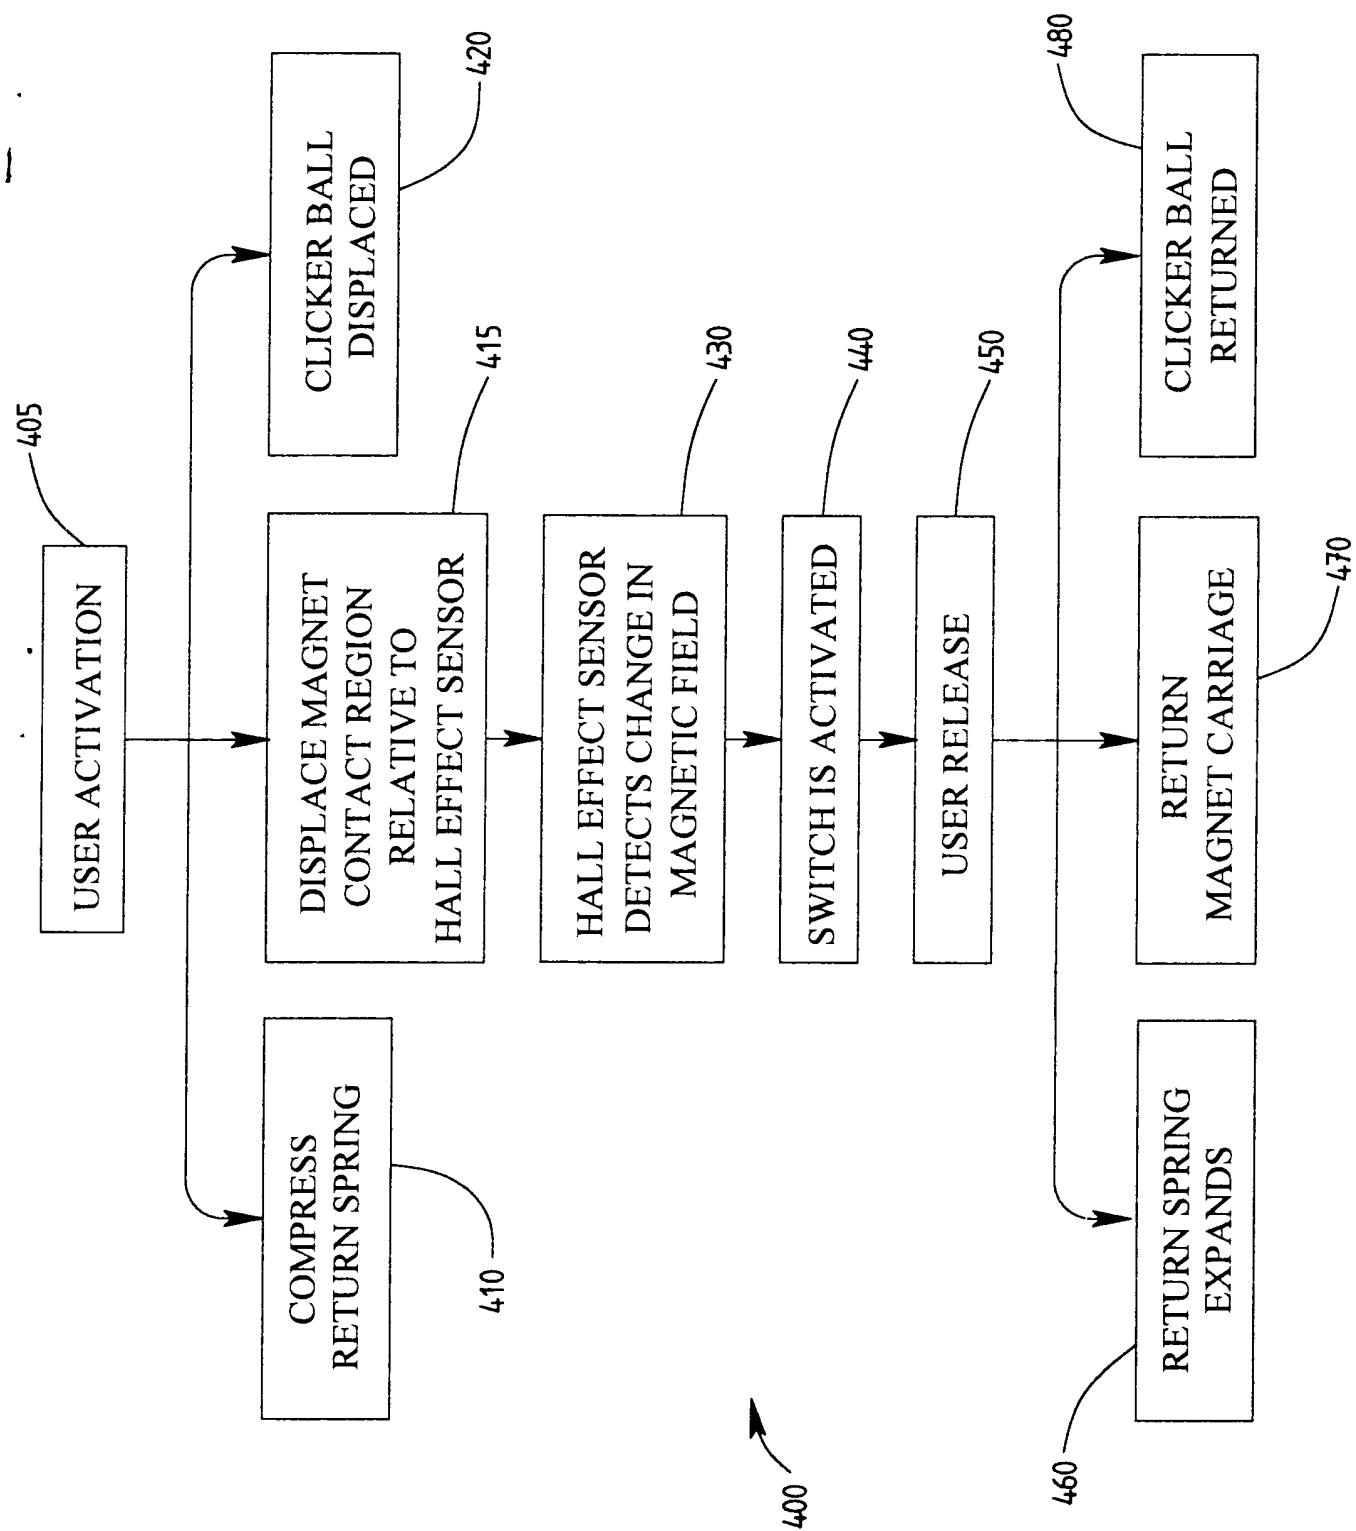 405
USER ACTIVATION
COMPRESS
RETURN SPRING
410
DISPLACE MAGNET
CONTACT REGION
RELATIVE TO
HALL EFFECT SENSOR
415
CLICKER BALL
DISPLACED
420
HALL EFFECT SENSOR
DETECTS CHANGE IN
MAGNETIC FIELD
430
SWITCH IS ACTIVATED
440
USER RELEASE
450
RETURN SPRING
EXPANDS
460
RETURN
MAGNET CARRIAGE
470
CLICKER BALL
RETURNED
480
400